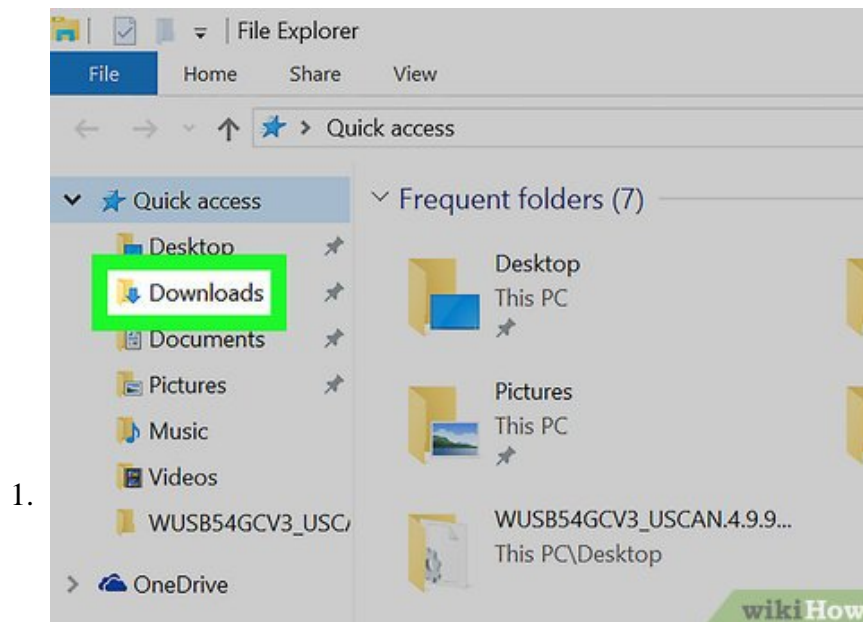 File Explorer
File Home Share View
Quick access
Quick access
Desktop
Downloads
Documents
Pictures
Music
Videos
WUSB54GCV3_USCA
OneDrive
Frequent folders (7)
Desktop
This PC
Pictures
This PC
WUSB54GCV3_USCAN.4.9.9...
This PC\Desktop
1.
wikiHow